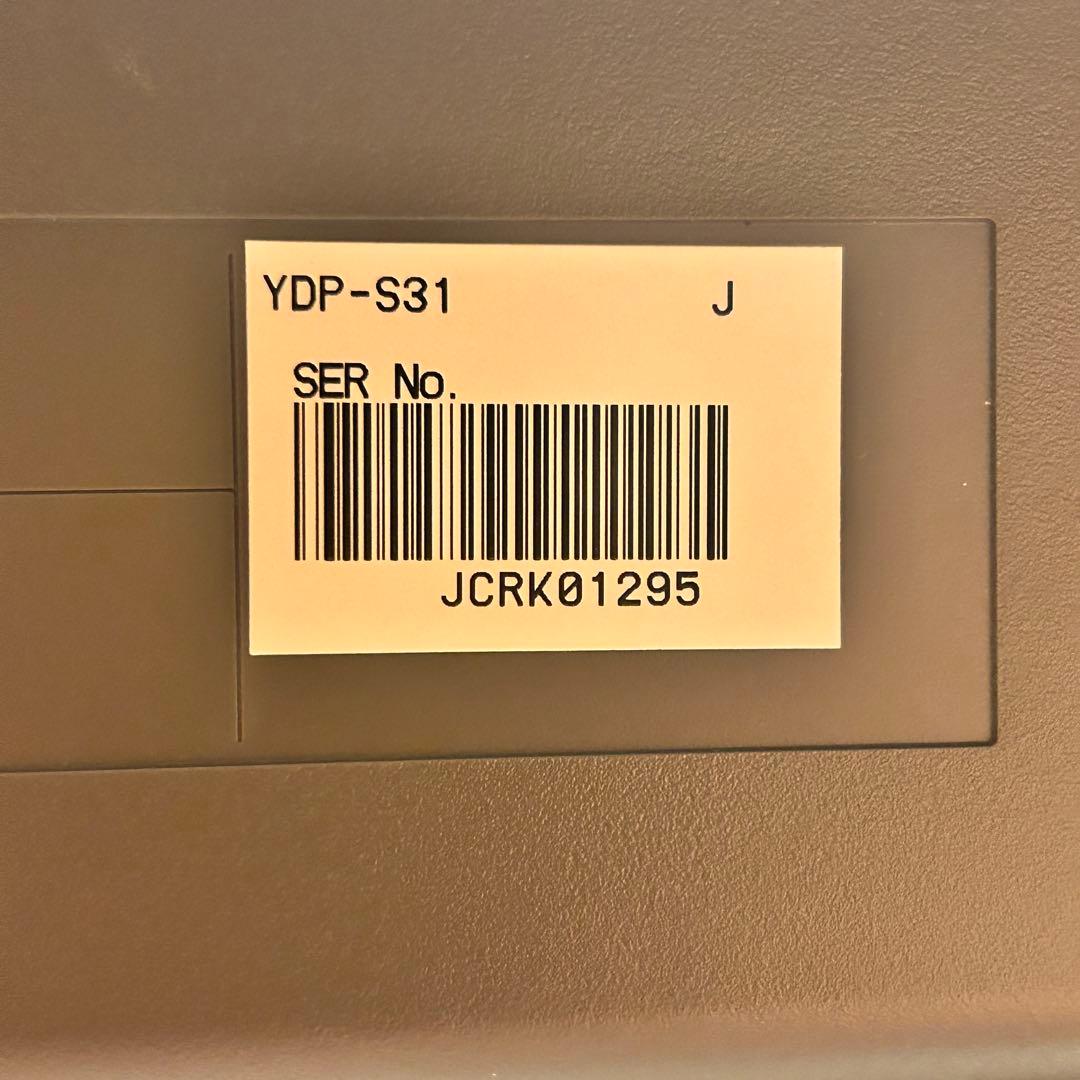 YDP-S31 J
SER No.
JCRK01295